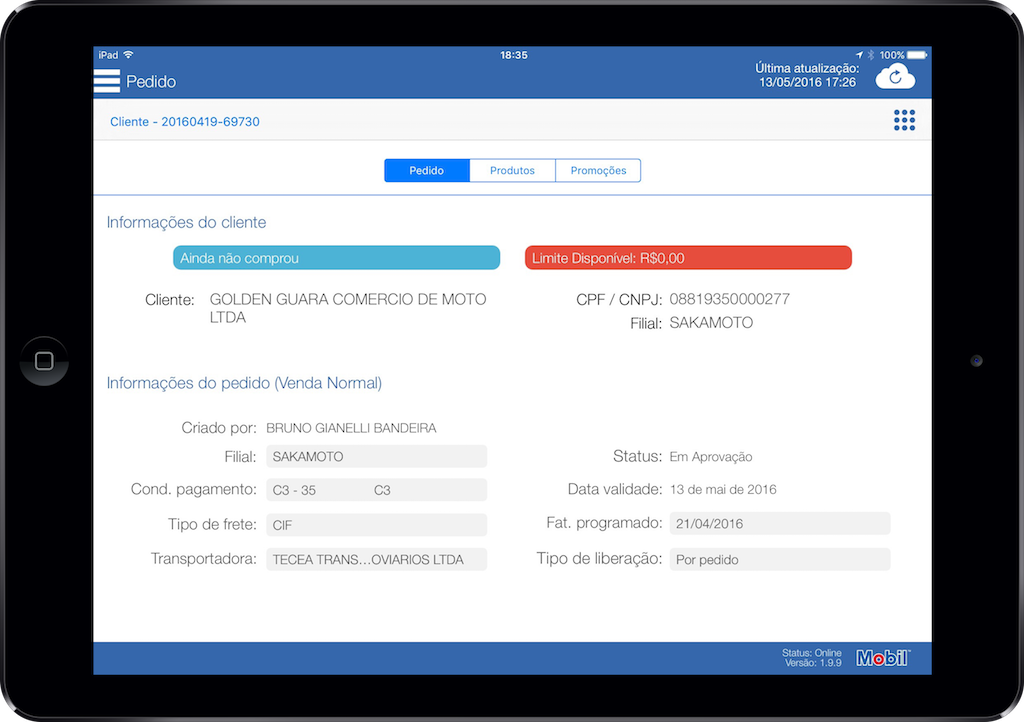 iPad 18:35 100%
Pedido
Última atualização:
13/05/2016 17:26
Cliente - 20160419-69730
Pedido Produtos Promoções
Informações do cliente
Ainda não comprou Limite Disponível: R$0,00
Cliente: GOLDEN GUARA COMERCIO DE MOTO
LTDA
CPF / CNPJ: 08819350000277
Filial: SAKAMOTO
Informações do pedido (Venda Normal)
Criado por: BRUNO GIANELLI BANDEIRA
Filial: SAKAMOTO Status: Em Aprovação
Cond. pagamento: C3 - 35 C3 Data validade: 13 de mai de 2016
Tipo de frete: CIF Fat. programado: 21/04/2016
Transportadora: TECEA TRANS...OVIARIOS LTDA Tipo de liberação: Por pedido
Status: Online
Versão: 1.9.9
Mobil